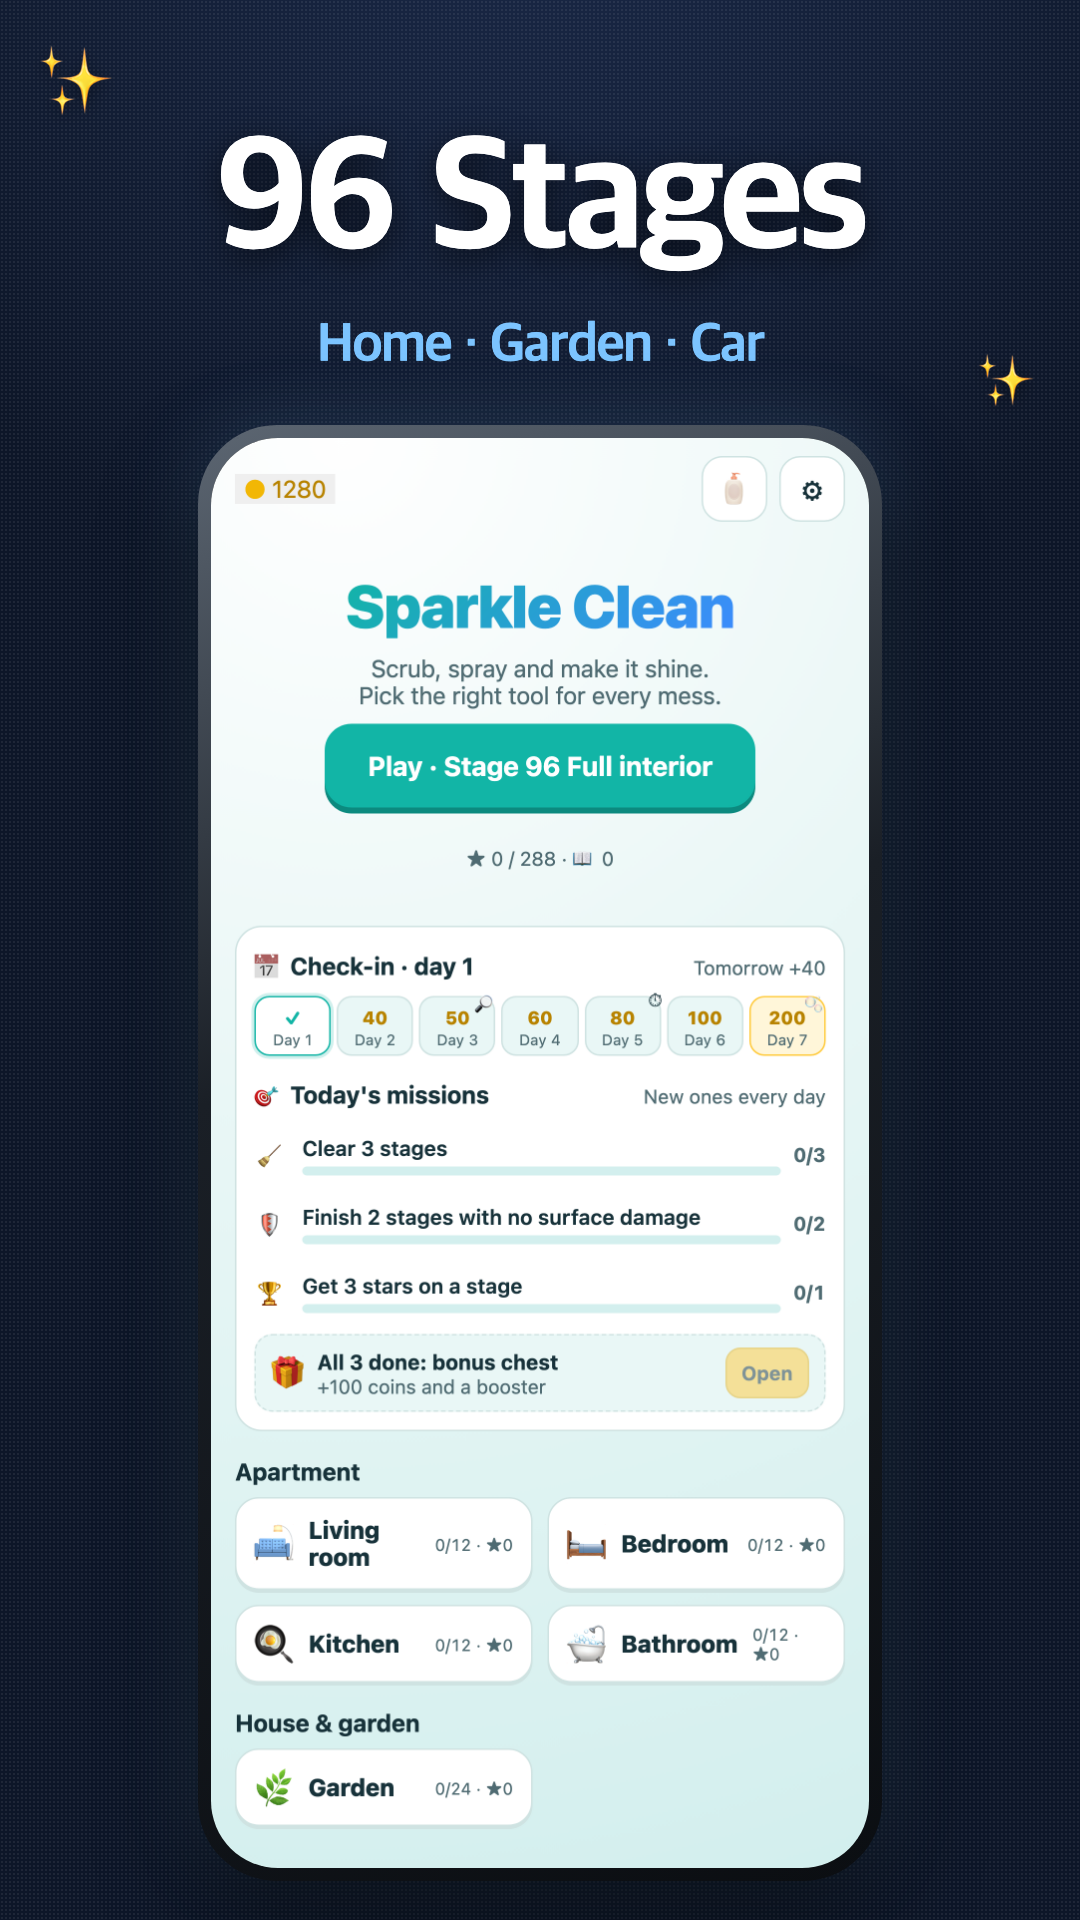 96 Stages
Home · Garden · Car
1280
Sparkle Clean
Scrub, spray and make it shine.
Pick the right tool for every mess.
Play · Stage 96 Full interior
★ 0 / 288 · 📖 0
17
Check-in · day 1
Tomorrow +40
✓
Day 1
40
Day 2
50
Day 3
60
Day 4
80
Day 5
100
Day 6
200
Day 7
Today's missions
New ones every day
Clear 3 stages
0/3
Finish 2 stages with no surface damage
0/2
Get 3 stars on a stage
0/1
All 3 done: bonus chest
+100 coins and a booster
Open
Apartment
Living
room
0/12 · ★0
Bedroom
0/12 · ★0
Kitchen
0/12 · ★0
Bathroom
0/12 ·
★0
House & garden
Garden
0/24 · ★0